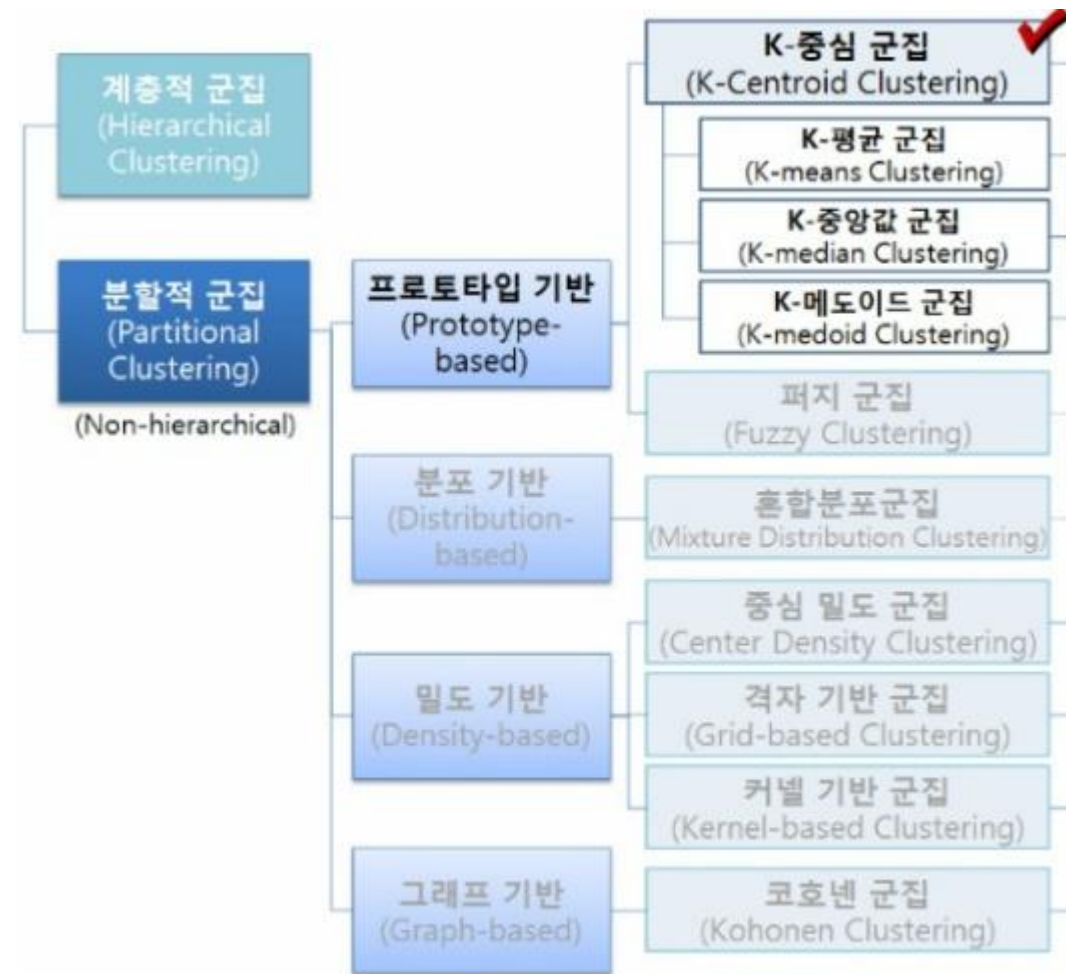 계층적 군집
(Hierarchical
Clustering)
분할적 군집
(Partitional
Clustering)
(Non-hierarchical)
프로토타입 기반
(Prototype-
based)
분포 기반
(Distribution-
based)
밀도 기반
(Density-based)
그래프 기반
(Graph-based)
K-중심 군집
(K-Centroid Clustering)
K-평균 군집
(K-means Clustering)
K-중앙값 군집
(K-median Clustering)
K-메도이드 군집
(K-medoid Clustering)
퍼지 군집
(Fuzzy Clustering)
혼합분포군집
(Mixture Distribution Clustering)
중심 밀도 군집
(Center Density Clustering)
격자 기반 군집
(Grid-based Clustering)
커넬 기반 군집
(Kernel-based Clustering)
코호넨 군집
(Kohonen Clustering)